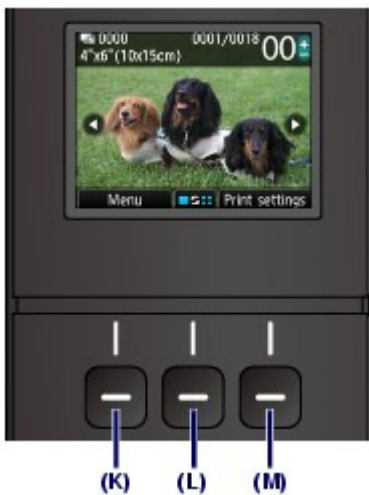 0000 0001/0018 00
4"x6"(10x15cm)
Menu Print settings
(K) (L) (M)